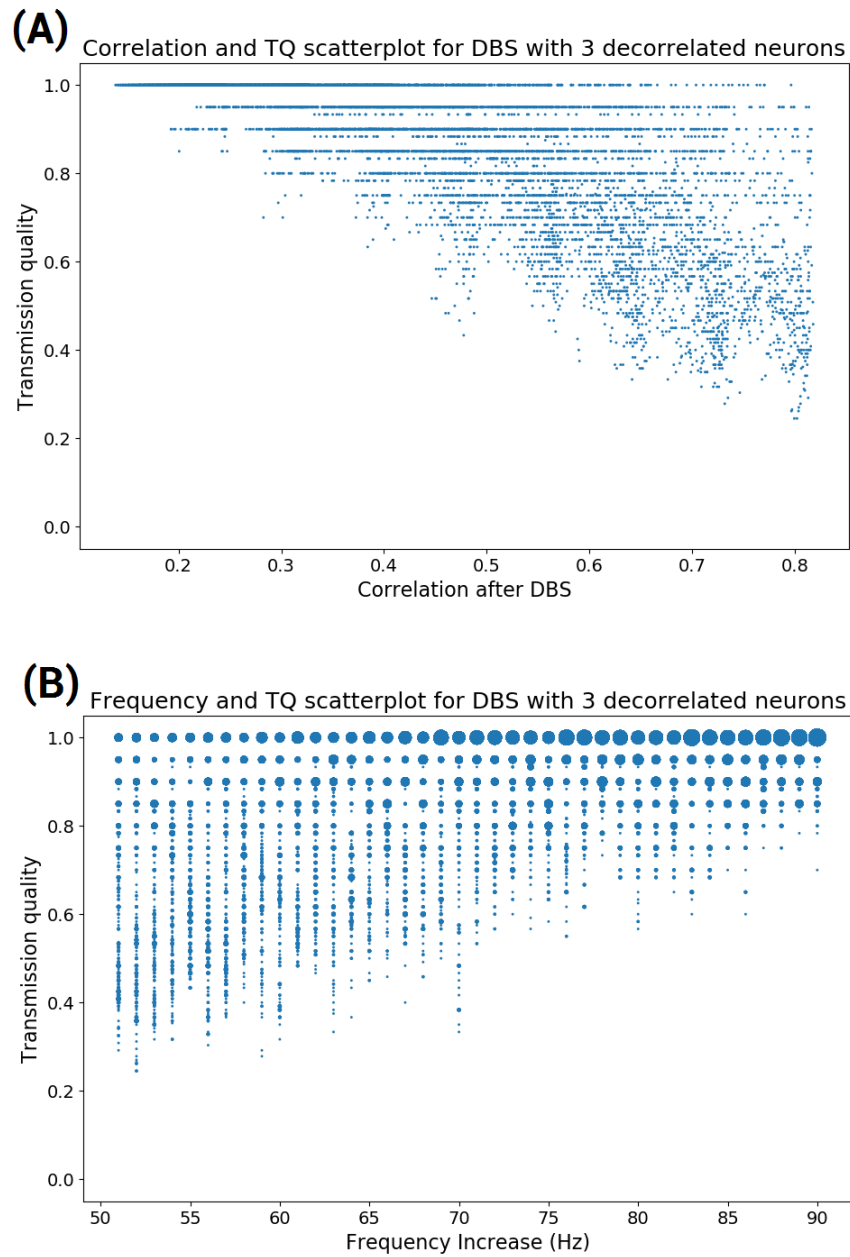 (A)
Correlation and TQ scatterplot for DBS with 3 decorrelated neurons
1.0
0.8
0.6
0.4
0.2
0.0
Transmission quality
0.2 0.3 0.4 0.5 0.6 0.7 0.8
Correlation after DBS
(B)
Frequency and TQ scatterplot for DBS with 3 decorrelated neurons
1.0
0.8
0.6
0.4
0.2
0.0
Transmission quality
50 55 60 65 70 75 80 85 90
Frequency Increase (Hz)